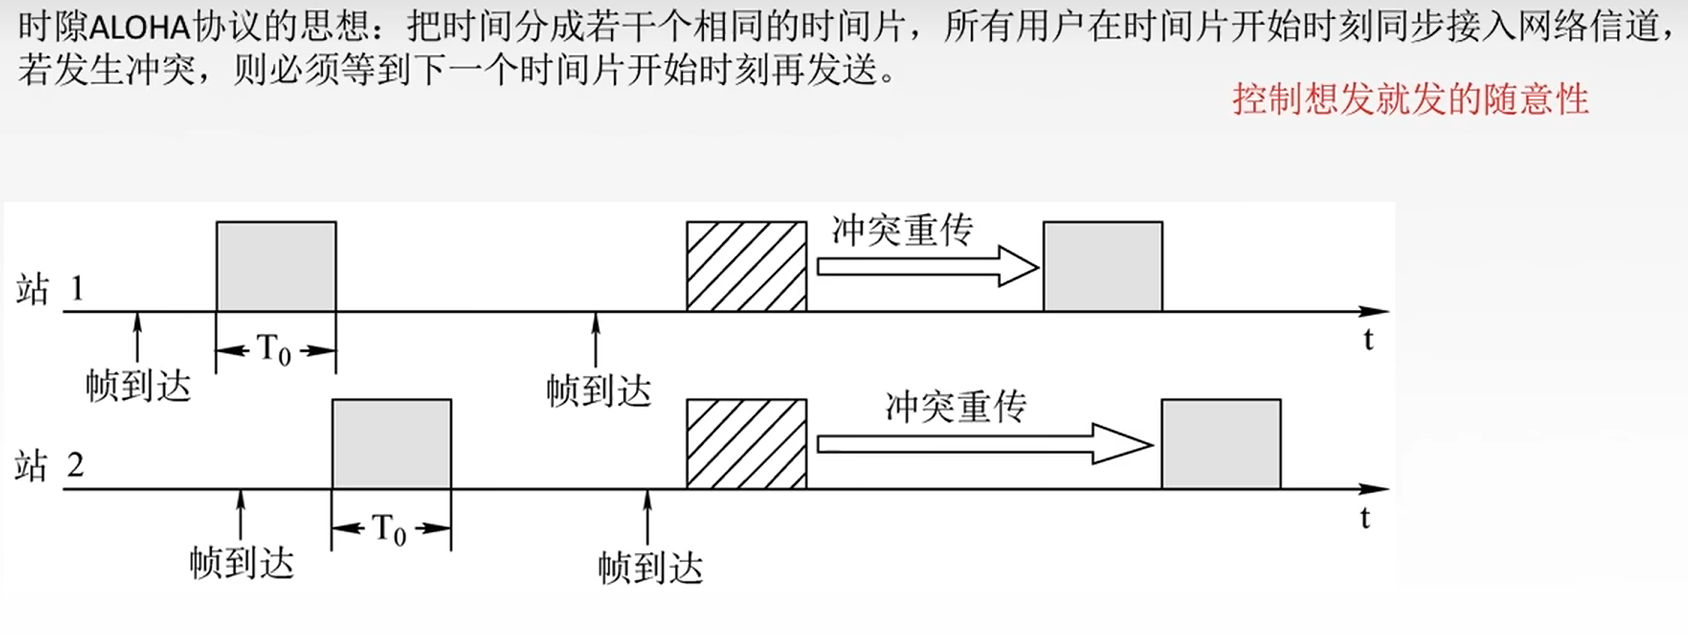 时隙ALOHA协议的思想：把时间分成若干个相同的时间片，所有用户在时间片开始时刻同步接入网络信道，
若发生冲突，则必须等到下一个时间片开始时刻再发送。
控制想发就发的随意性
冲突重传
站 1
T0
t
帧到达
帧到达
冲突重传
站 2
T0
t
帧到达
帧到达